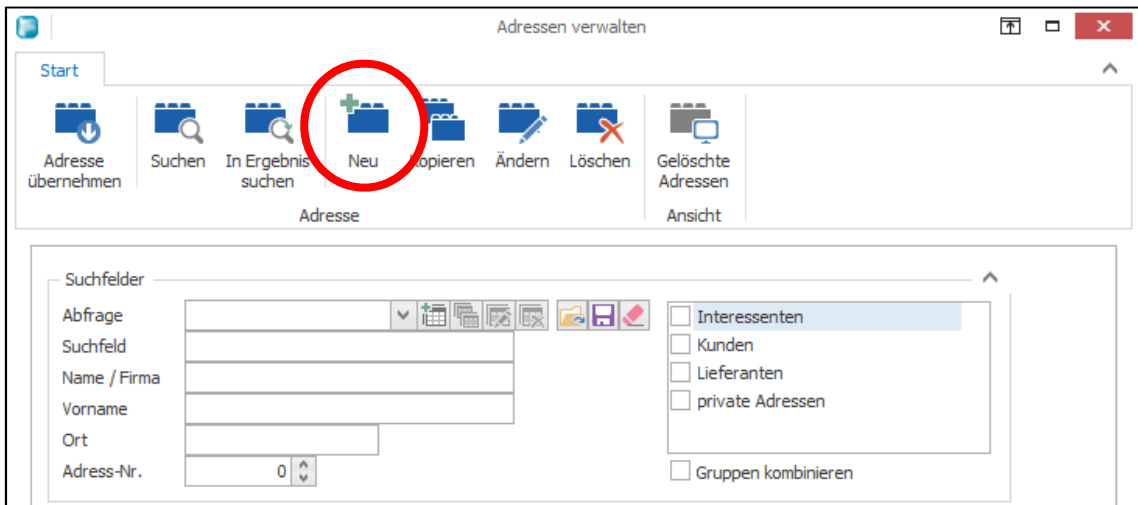 Adressen verwalten
Start
Adresse
übernehmen
Suchen
In Ergebnis
suchen
Neu
Kopieren
Ändern
Löschen
Gelöschte
Adressen
Adresse
Ansicht
Suchfelder
Abfrage
Suchfeld
Name / Firma
Vorname
Ort
Adress-Nr.
0
Interessenten
Kunden
Lieferanten
private Adressen
Gruppen kombinieren